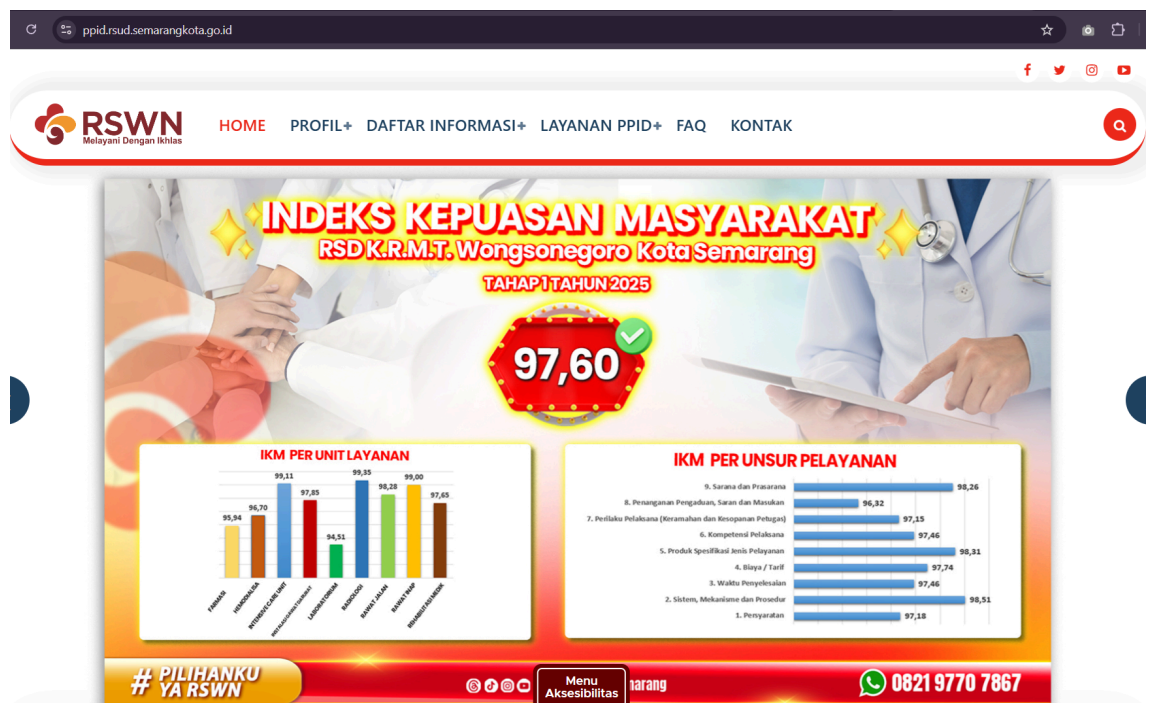 ppid.rsud.semarangkota.go.id
RSWN
Melayani Dengan Ikhlas
HOME PROFIL+ DAFTAR INFORMASI+ LAYANAN PPID+ FAQ KONTAK
INDEKS KEPUASAN MASYARAKAT
RSD K.R.M.T. Wongsonegoro Kota Semarang
TAHAP 1 TAHUN 2025
97,60
IKM PER UNIT LAYANAN
95,94 96,70 99,11 97,85 94,51 99,35 98,28 99,00 97,65
FARMASI HEMODIALISA INTENSIVE CARE UNIT INSTALASI GAWAT DARURAT LABORATORIUM RADIOLOGI RAWAT JALAN RAWAT INAP REHABILITASI MEDIK
IKM PER UNSUR PELAYANAN
9. Sarana dan Prasarana 98,26
8. Penanganan Pengaduan, Saran dan Masukan 96,32
7. Perilaku Pelaksana (Keramahan dan Kesopanan Petugas) 97,15
6. Kompetensi Pelaksana 97,46
5. Produk Spesifikasi Jenis Pelayanan 98,31
4. Biaya / Tarif 97,74
3. Waktu Penyelesaian 97,46
2. Sistem, Mekanisme dan Prosedur 98,51
1. Persyaratan 97,18
# PILIHANKU
YA RSWN
Menu
Aksesibilitas
narang
0821 9770 7867